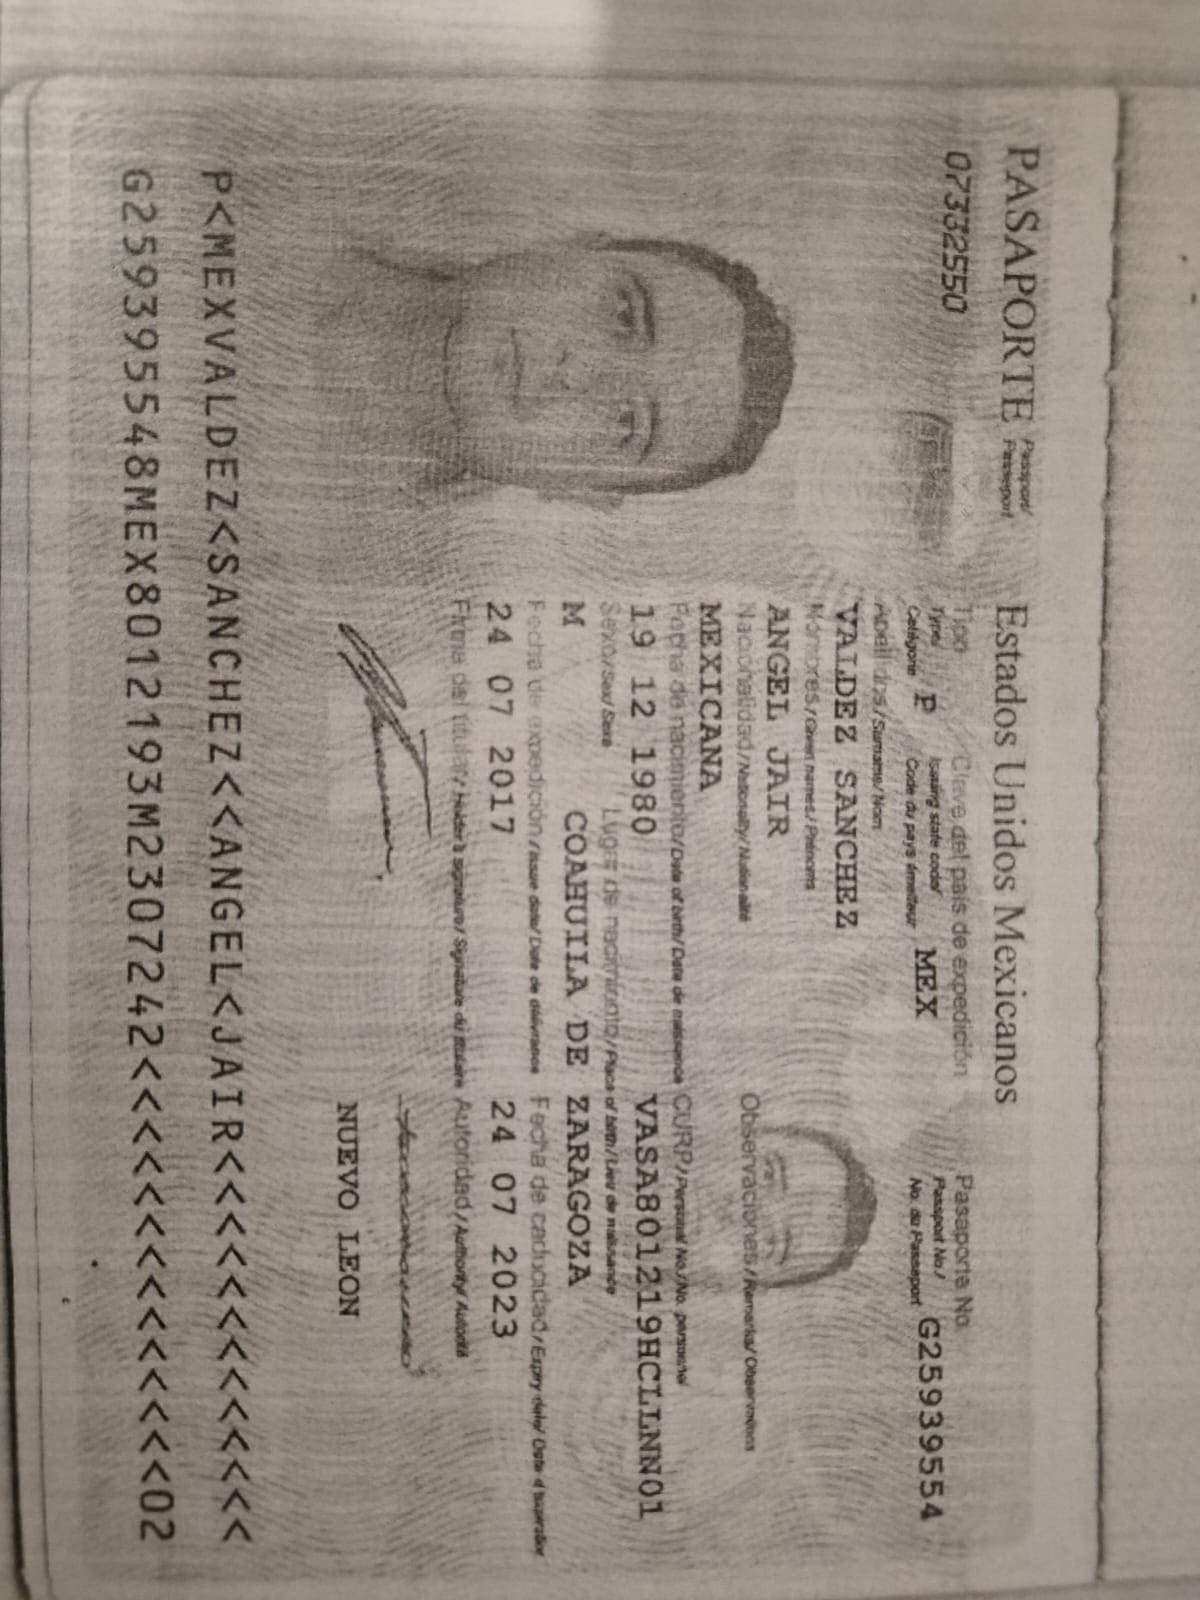 PASAPORTE Passport/ Passeport Estados Unidos Mexicanos
07332550
Tipo Clave del país de expedición Pasaporte No.
Type/ Issuing state code/ Passport No./
Catégorie P Code du pays émetteur MEX No. du Passeport G25939554
Apellidos / Surname / Nom
VALDEZ SANCHEZ
Nombres / Given names / Prénoms
ANGEL JAIR
Nacionalidad / Nationality / Nationalité Observaciones / Remarks / Observations
MEXICANA
Fecha de nacimiento / Date of birth / Date de naissance CURP / Personal No. / No. personnel
19 12 1980 VASA801219HCLLNN01
Sexo / Sex / Sexe Lugar de nacimiento / Place of birth / Lieu de naissance
M COAHUILA DE ZARAGOZA
Fecha de expedición / Issue date / Date de délivrance Fecha de caducidad / Expiry date / Date d'expiration
24 07 2017 24 07 2023
Firma del titular / Holder's signature / Signature du titulaire Autoridad / Authority / Autorité
NUEVO LEON
P<MEXVALDEZ<SANCHEZ<<ANGEL<JAIR<<<<<<<<<<<<<
G259395548MEX8012193M2307242<<<<<<<<<<<<<<02